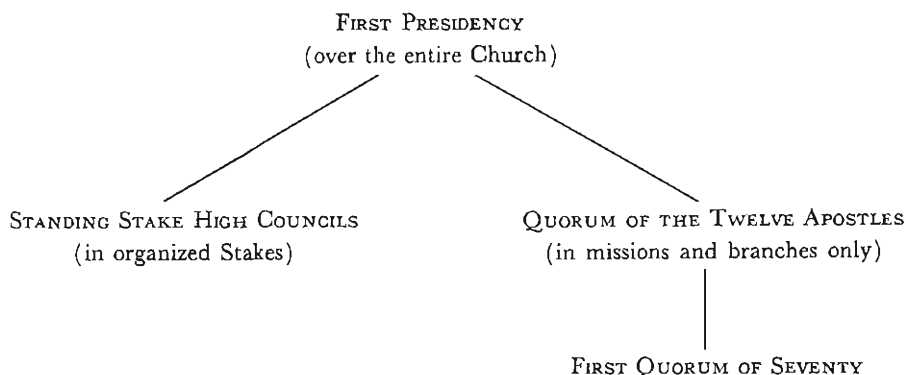 FIRST PRESIDENCY
(over the entire Church)
STANDING STAKE HIGH COUNCILS
(in organized Stakes)
QUORUM OF THE TWELVE APOSTLES
(in missions and branches only)
FIRST QUORUM OF SEVENTY